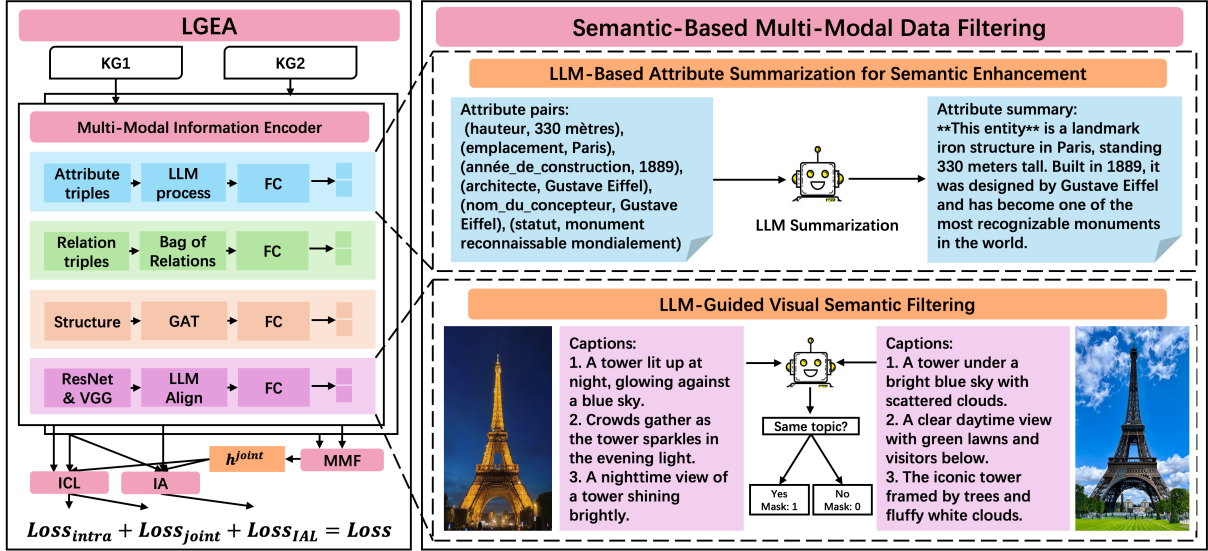 LGEA
KG1
KG2
Multi-Modal Information Encoder
Attribute
triples
LLM
process
FC
Relation
triples
Bag of
Relations
FC
Structure
GAT
FC
ResNet
& VGG
LLM
Align
FC
h^{joint}
MMF
ICL
IA
Loss_{intra} + Loss_{joint} + Loss_{IAL} = Loss
Semantic-Based Multi-Modal Data Filtering
LLM-Based Attribute Summarization for Semantic Enhancement
Attribute pairs:
(hauteur, 330 mètres),
(emplacement, Paris),
(année_de_construction, 1889),
(architecte, Gustave Eiffel),
(nom_du_concepteur, Gustave
Eiffel), (statut, monument
reconnaissable mondialement)
LLM Summarization
Attribute summary:
**This entity** is a landmark
iron structure in Paris, standing
330 meters tall. Built in 1889, it
was designed by Gustave Eiffel
and has become one of the
most recognizable monuments
in the world.
LLM-Guided Visual Semantic Filtering
Captions:
1. A tower lit up at
night, glowing against
a blue sky.
2. Crowds gather as
the tower sparkles in
the evening light.
3. A nighttime view of
a tower shining
brightly.
Same topic?
Yes
Mask: 1
No
Mask: 0
Captions:
1. A tower under a
bright blue sky with
scattered clouds.
2. A clear daytime view
with green lawns and
visitors below.
3. The iconic tower
framed by trees and
fluffy white clouds.